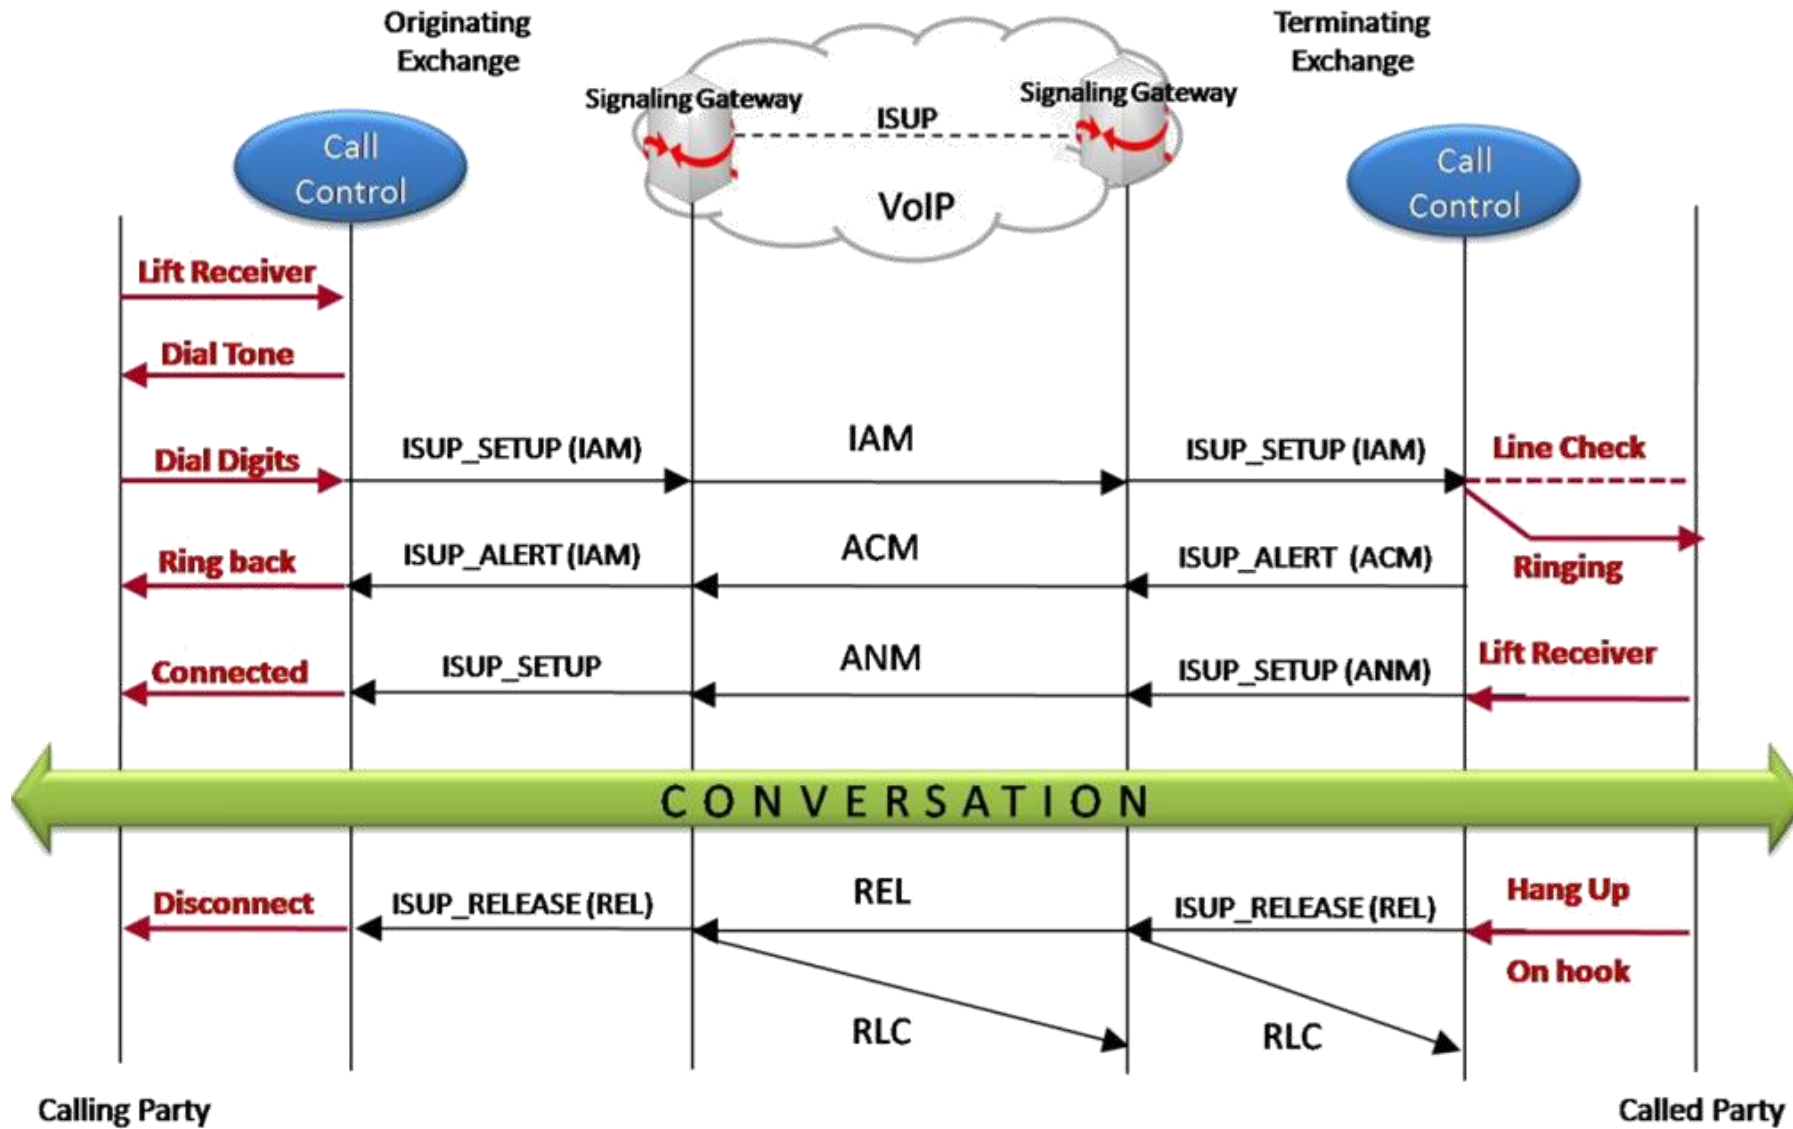 Originating
Exchange
Terminating
Exchange
Signaling Gateway
Signaling Gateway
ISUP
VoIP
Call
Control
Call
Control
Lift Receiver
Dial Tone
Dial Digits
ISUP_SETUP (IAM)
IAM
ISUP_SETUP (IAM)
Line Check
Ring back
ISUP_ALERT (IAM)
ACM
ISUP_ALERT (ACM)
Ringing
Connected
ISUP_SETUP
ANM
ISUP_SETUP (ANM)
Lift Receiver
CONVERSATION
Disconnect
ISUP_RELEASE (REL)
REL
ISUP_RELEASE (REL)
Hang Up
On hook
RLC
RLC
Calling Party
Called Party